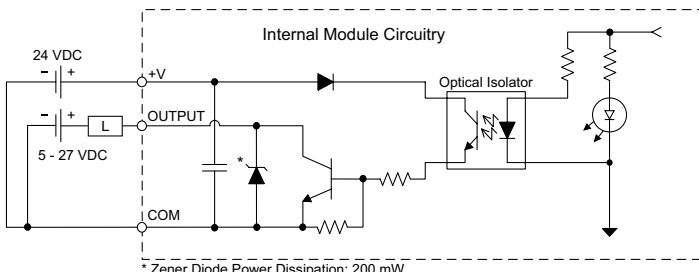 Internal Module Circuitry
24 VDC
- +
+V
Optical Isolator
- +
L
OUTPUT
5 - 27 VDC
*
COM
* Zener Diode Power Dissipation: 200 mW